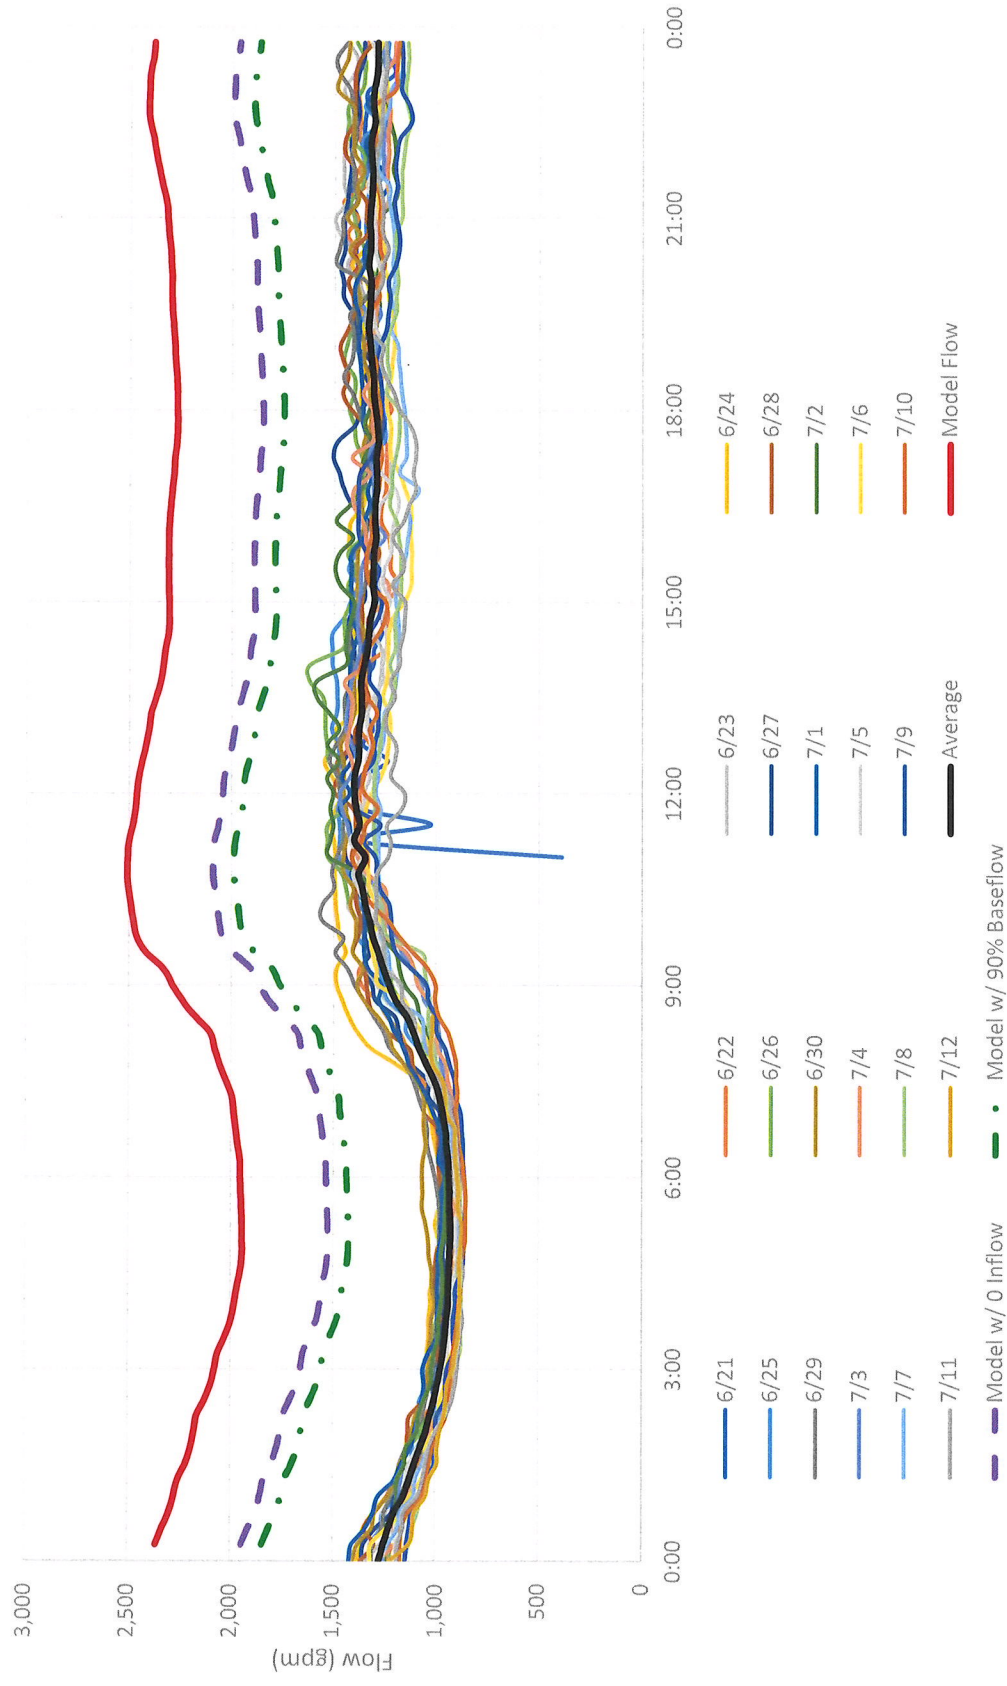 3,000
2,500
2,000
1,500
1,000
500
0
Flow (gpm)
0:00 3:00 6:00 9:00 12:00 15:00 18:00 21:00 0:00
6/21 6/22 6/23 6/24
6/25 6/26 6/27 6/28
6/29 6/30 7/1 7/2
7/3 7/4 7/5 7/6
7/7 7/8 7/9 7/10
7/11 7/12 Average Model Flow
Model w/ 0 Inflow Model w/ 90% Baseflow